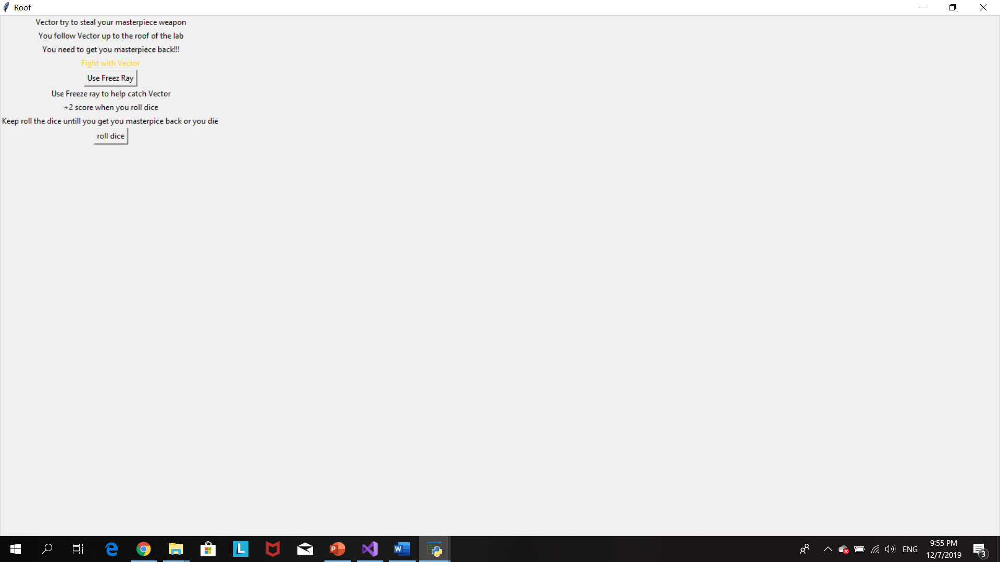 Roof
Vector try to steal your masterpiece weapon
You follow Vector up to the roof of the lab
You need to get you masterpiece back!!!
Fight with Vector
Use Freez Ray
Use Freeze ray to help catch Vector
+2 score when you roll dice
Keep roll the dice untill you get you masterpice back or you die
roll dice
L
P
W
ENG
9:55 PM
12/7/2019
3